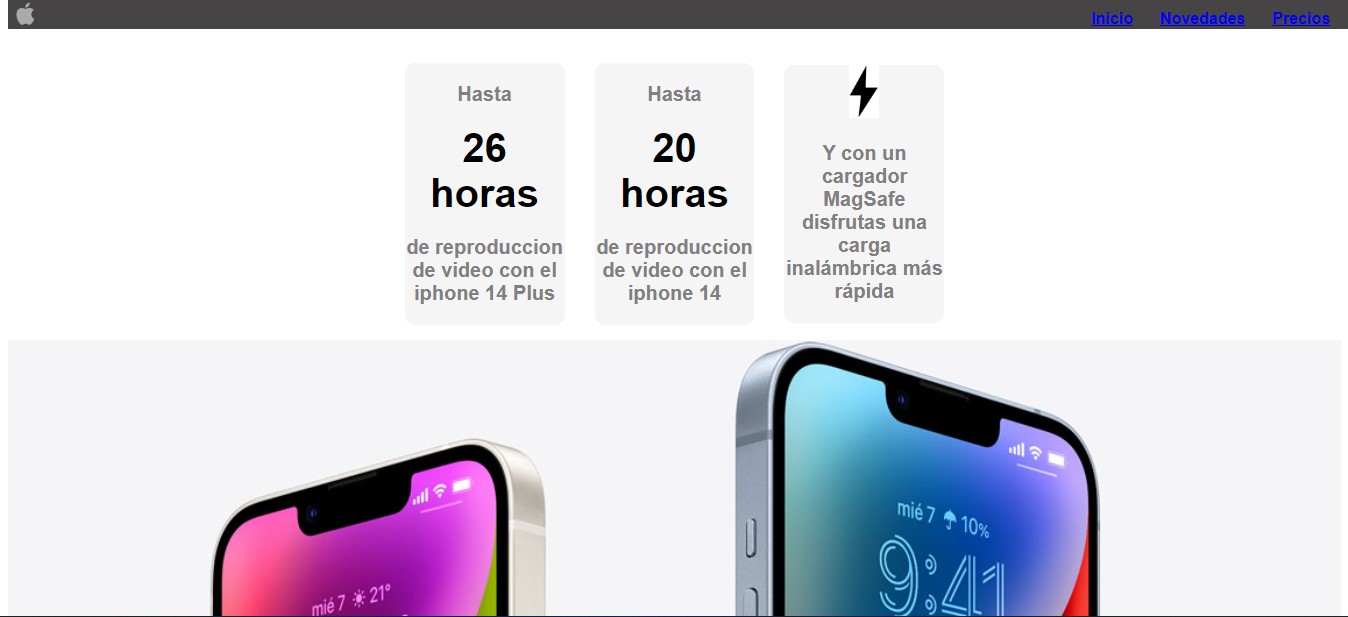 Inicio Novedades Precios
Hasta
26
horas
de reproduccion
de video con el
iphone 14 Plus
Hasta
20
horas
de reproduccion
de video con el
iphone 14
Y con un
cargador
MagSafe
disfrutas una
carga
inalámbrica más
rápida
mié 7 21°
mié 7 10%
9:41